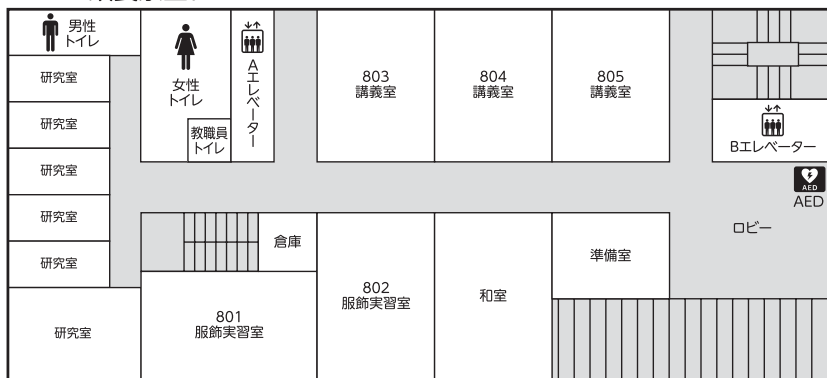 男性
トイレ
研究室
研究室
研究室
研究室
研究室
研究室
女性
トイレ
教職員
トイレ
Aエレベーター
803
講義室
804
講義室
805
講義室
Bエレベーター
AED
AED
ロビー
倉庫
801
服飾実習室
802
服飾実習室
和室
準備室